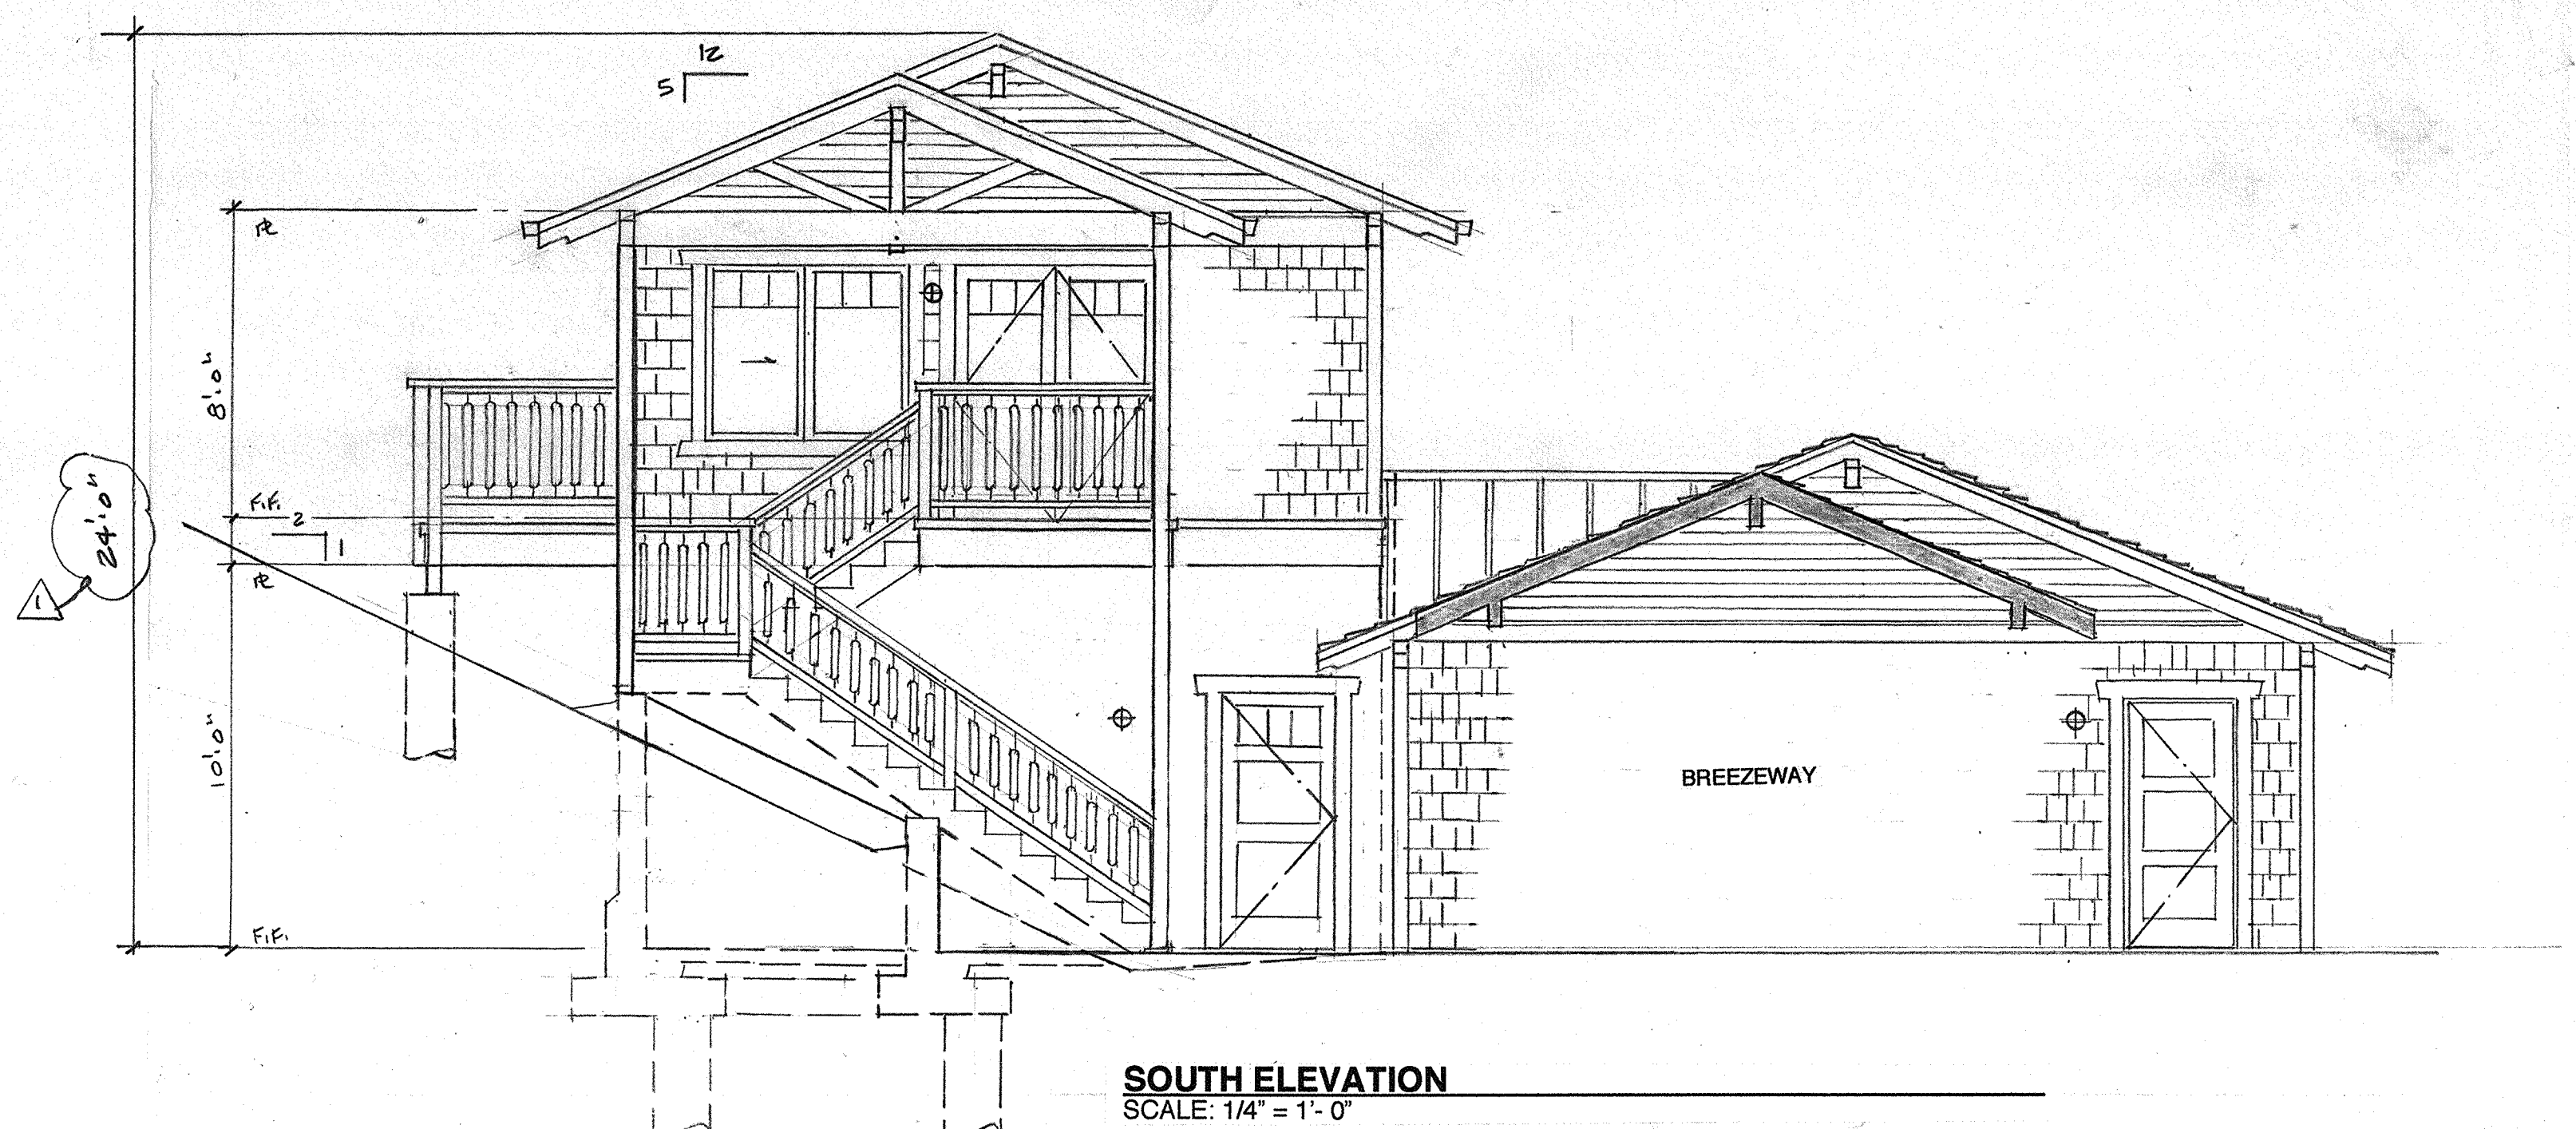 12
5
PL
8'-0"
24'-0"
1
F.F.
2
1
PL
10'-0"
F.F.
BREEZEWAY
SOUTH ELEVATION
SCALE: 1/4" = 1'- 0"